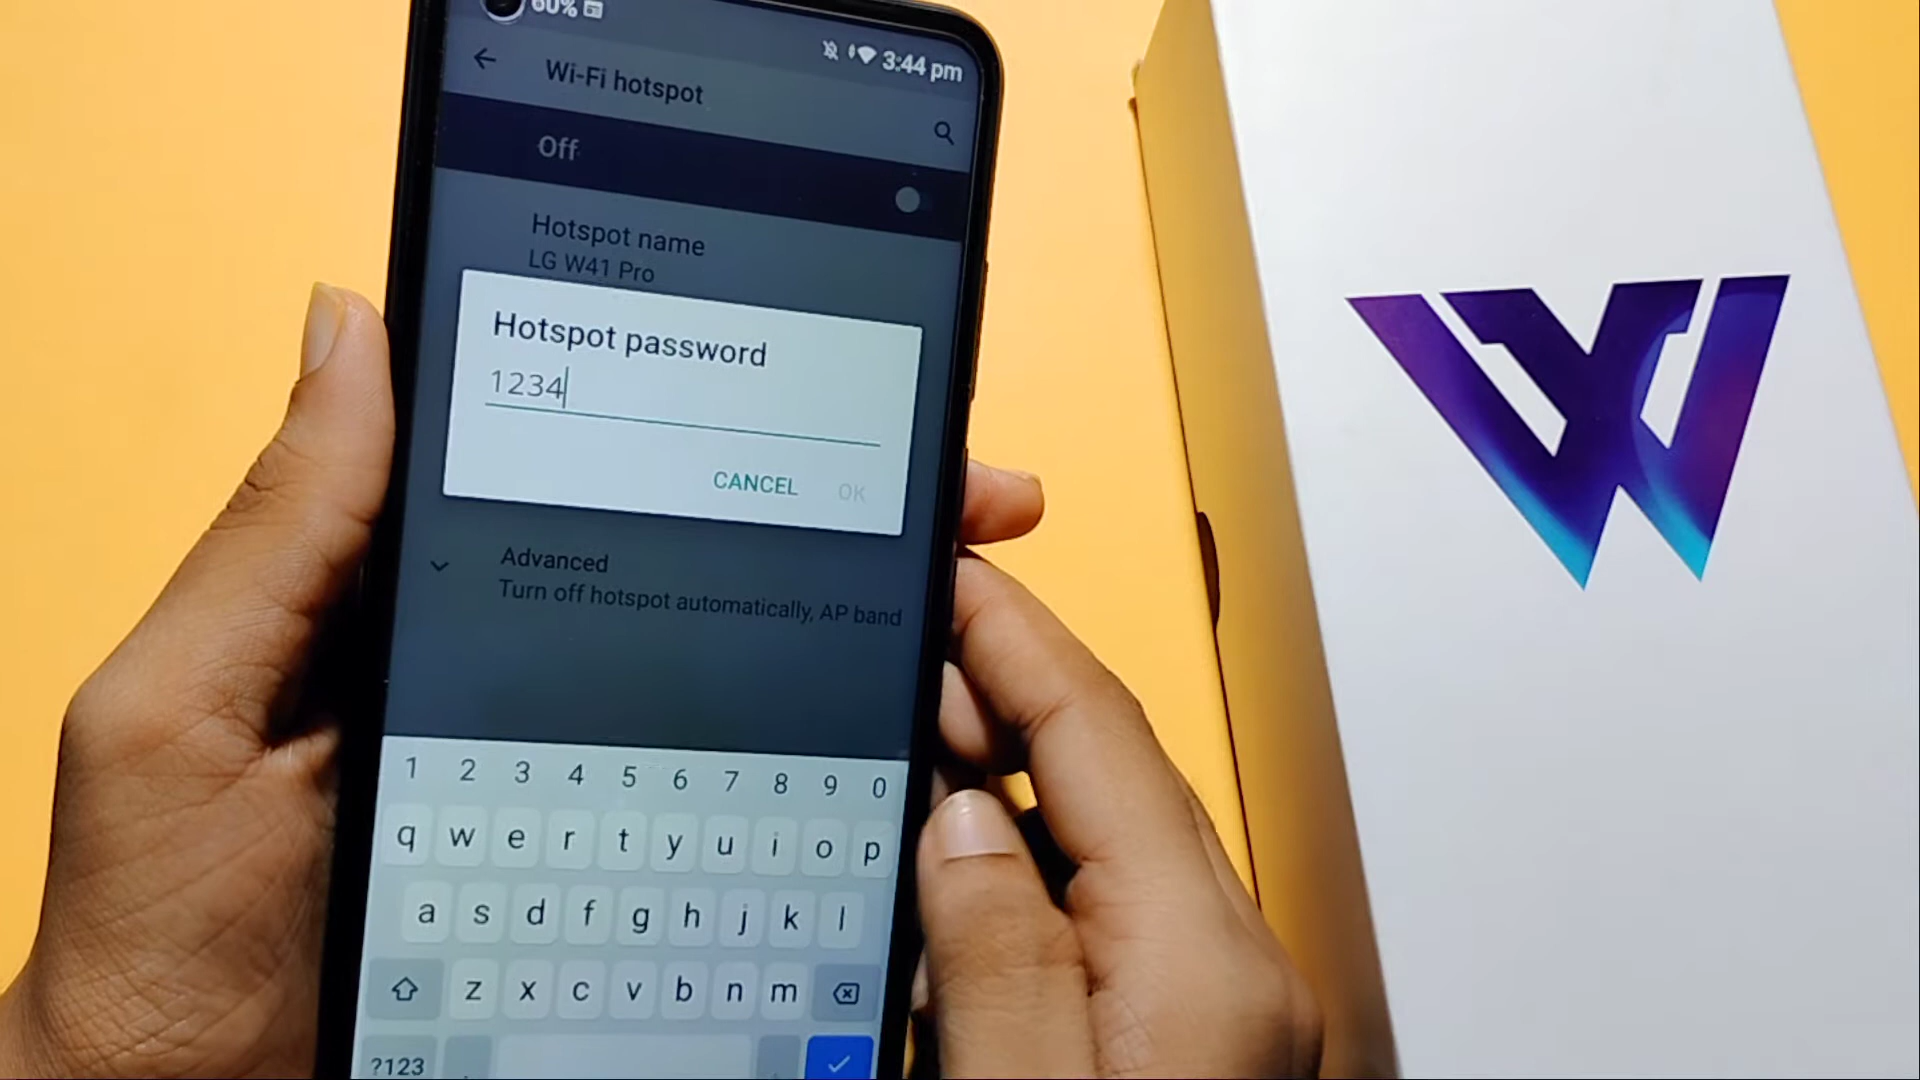 60%
3:44 pm
Wi-Fi hotspot
Off
Hotspot name
LG W41 Pro
Hotspot password
1234
CANCEL OK
Advanced
Turn off hotspot automatically, AP band
1 2 3 4 5 6 7 8 9 0
q w e r t y u i o p
a s d f g h j k l
z x c v b n m
?123
W